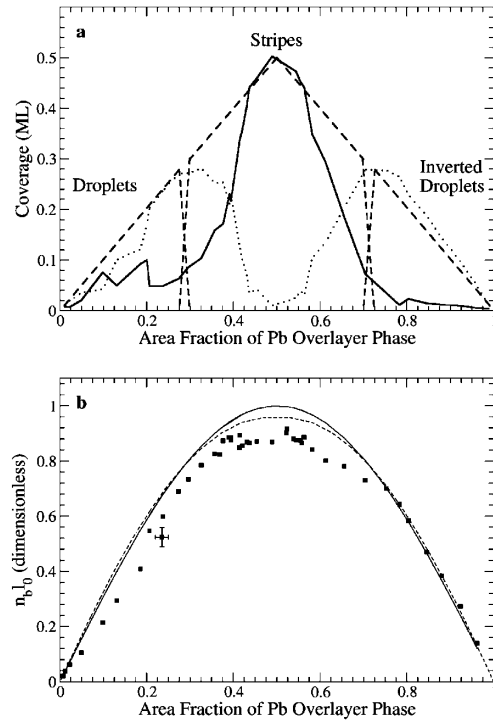 a
Stripes
0.5
0.4
0.3
0.2
0.1
0
Coverage (ML)
Droplets
Inverted
Droplets
0 0.2 0.4 0.6 0.8
Area Fraction of Pb Overlayer Phase
b
1
0.8
0.6
0.4
0.2
0
n_b l_0 (dimensionless)
0 0.2 0.4 0.6 0.8
Area Fraction of Pb Overlayer Phase